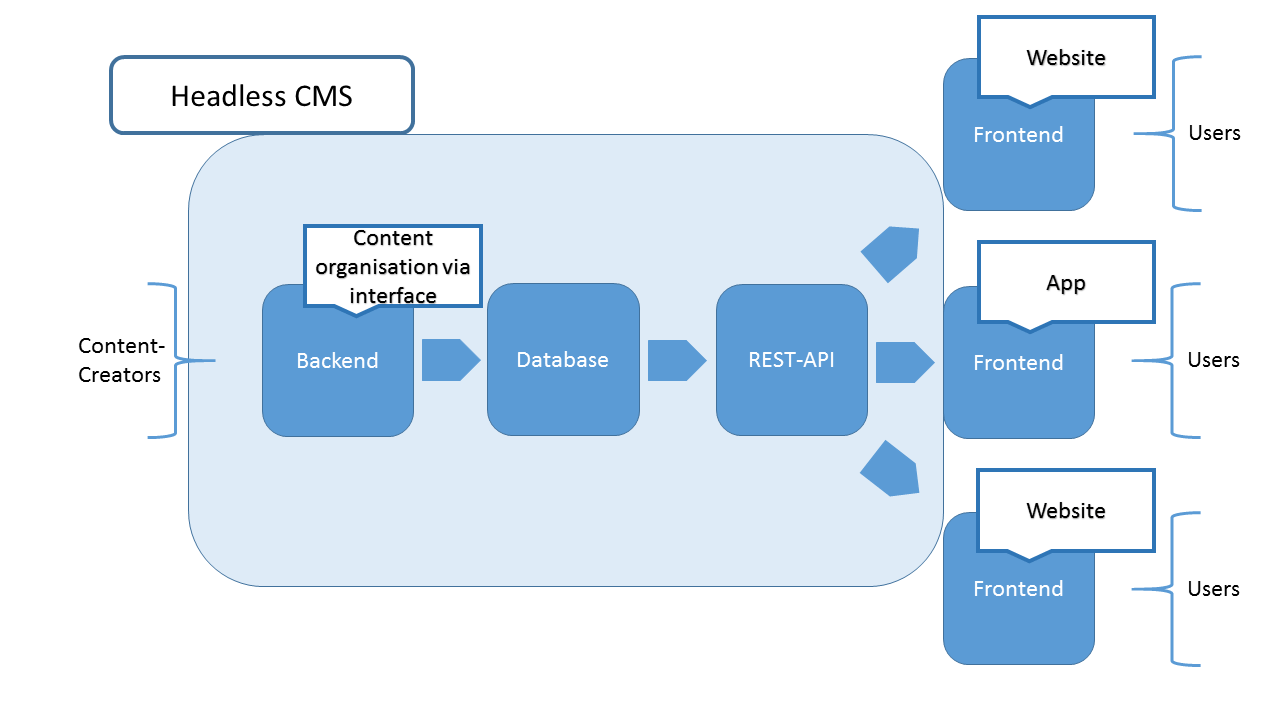 Headless CMS
Content-
Creators
Content
organisation via
interface
Backend
Database
REST-API
Website
Frontend
Users
App
Frontend
Users
Website
Frontend
Users